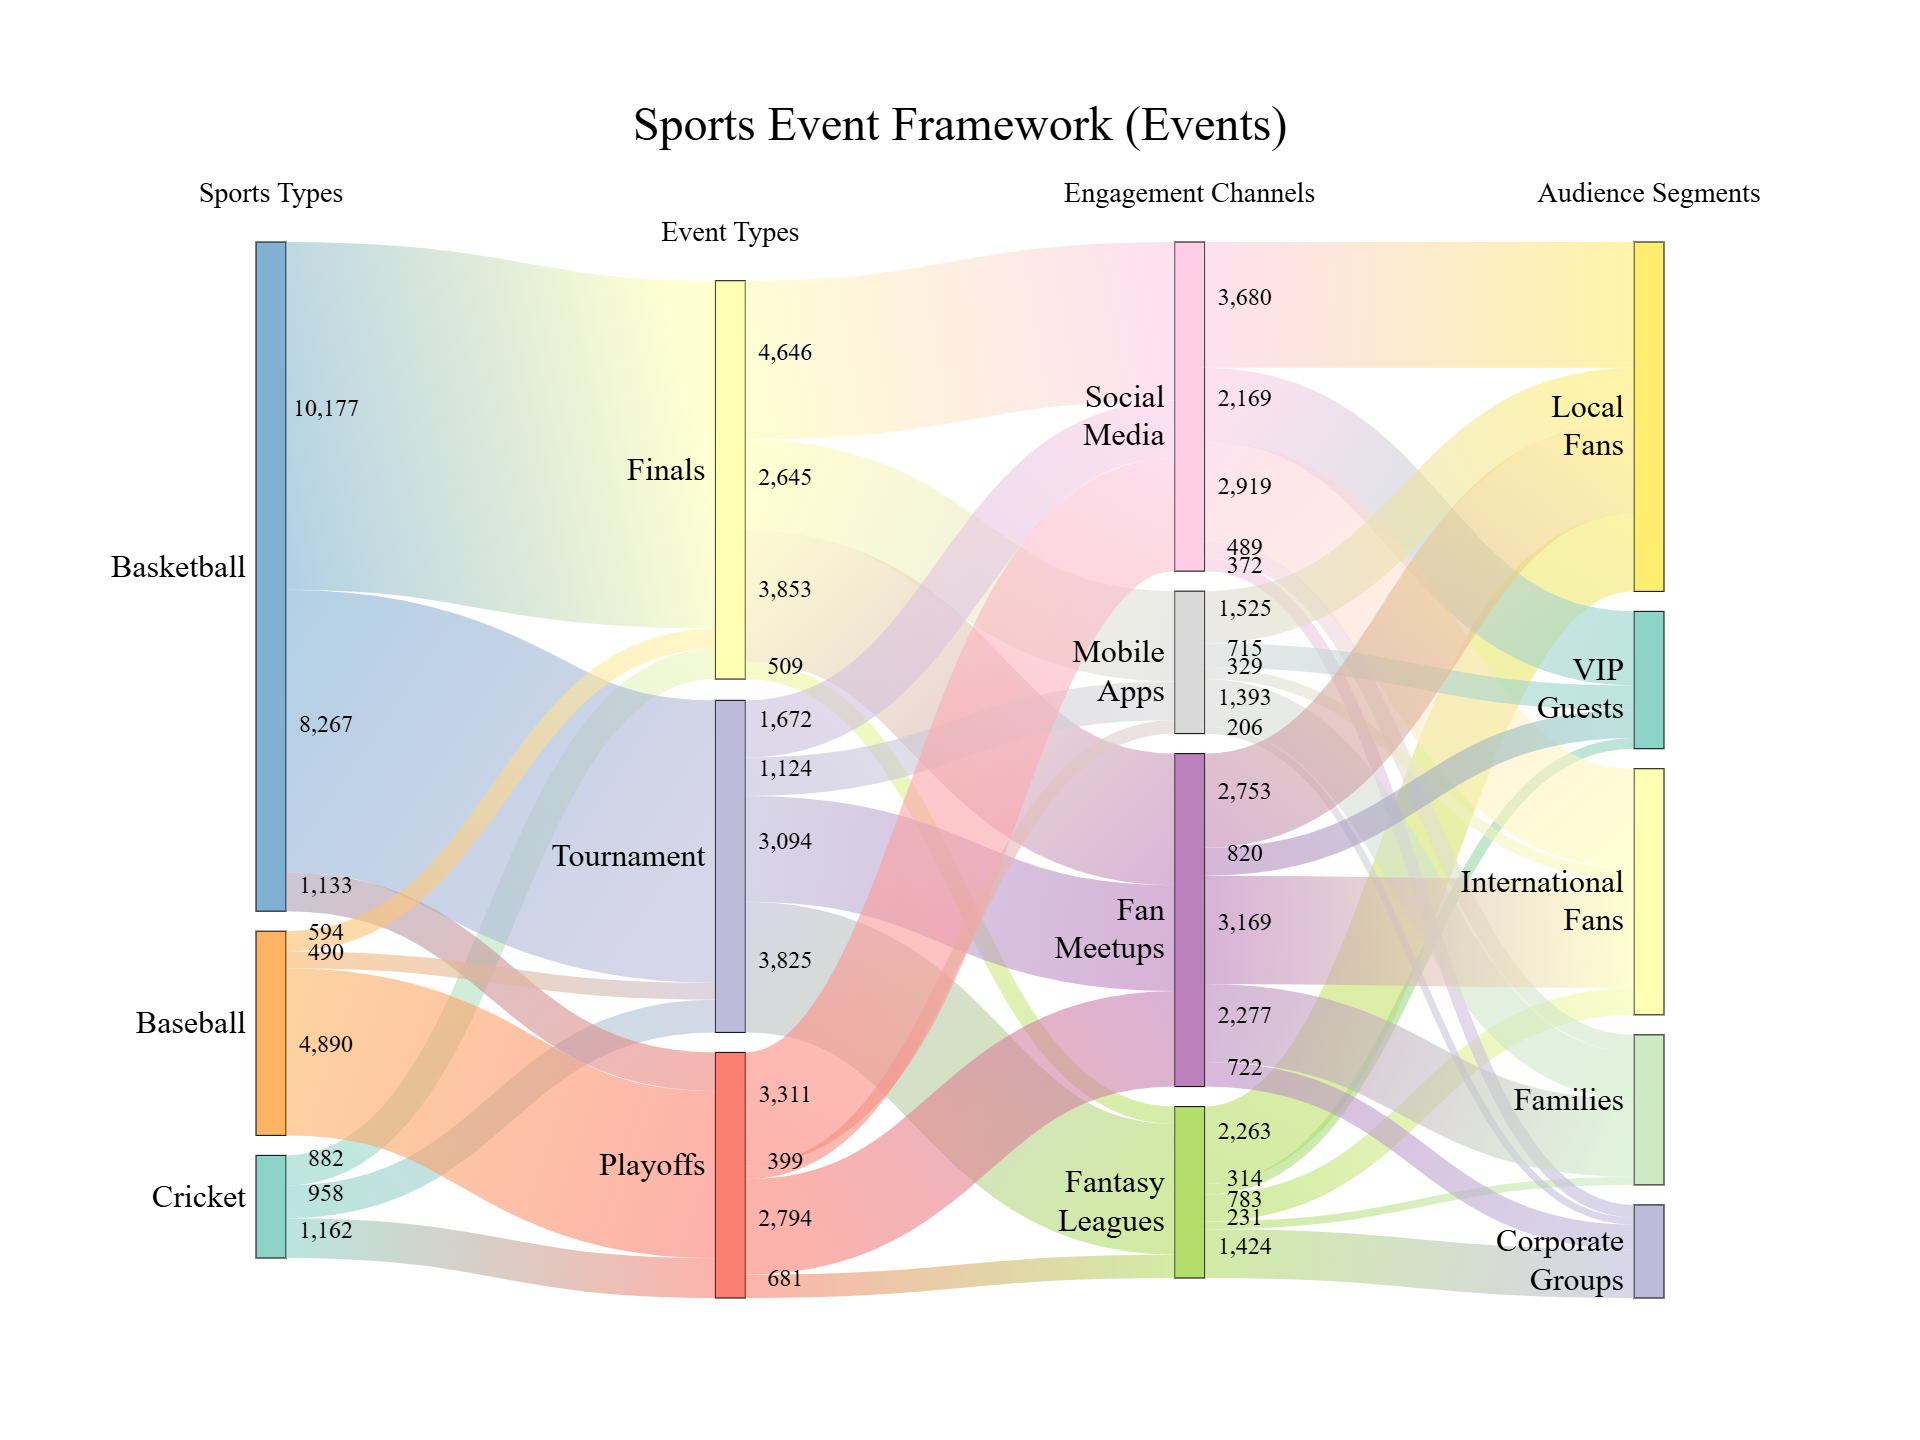 Sports Event Framework (Events)
Sports Types
Event Types
Engagement Channels
Audience Segments
Basketball
Baseball
Cricket
10,177
8,267
1,133
594
490
4,890
882
958
1,162
Finals
Tournament
Playoffs
4,646
2,645
3,853
509
1,672
1,124
3,094
3,825
3,311
399
2,794
681
Social
Media
Mobile
Apps
Fan
Meetups
Fantasy
Leagues
3,680
2,169
2,919
489
372
1,525
715
329
1,393
206
2,753
820
3,169
2,277
722
2,263
314
783
231
1,424
Local
Fans
VIP
Guests
International
Fans
Families
Corporate
Groups